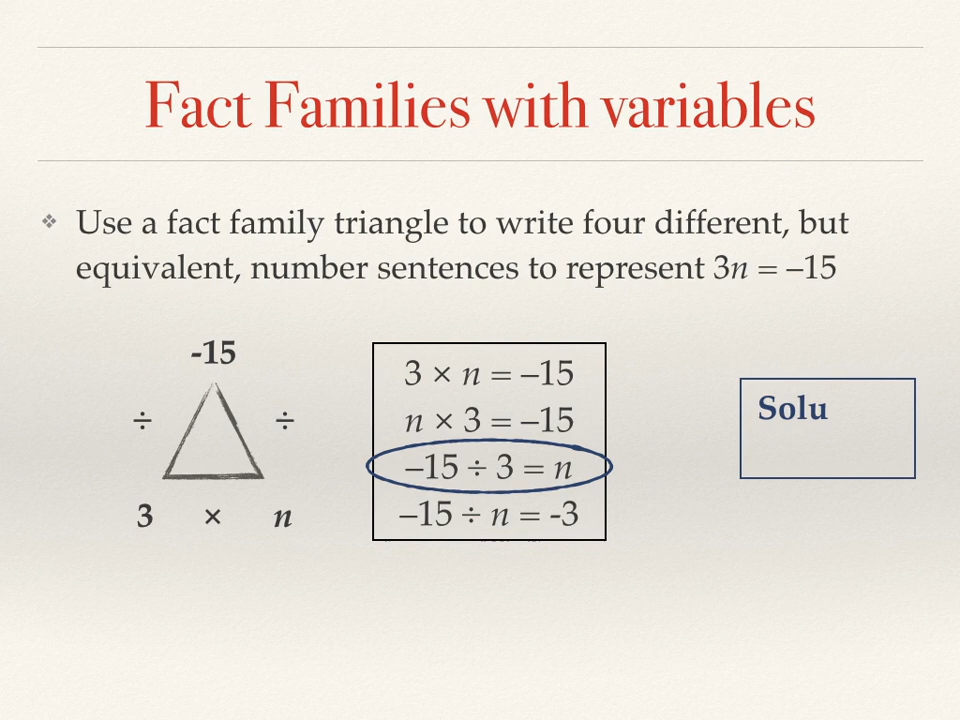 Fact Families with variables
❖ Use a fact family triangle to write four different, but
equivalent, number sentences to represent 3n = –15
-15
÷ ÷
3 × n
3 × n = –15
n × 3 = –15
–15 ÷ 3 = n
–15 ÷ n = -3
Solu